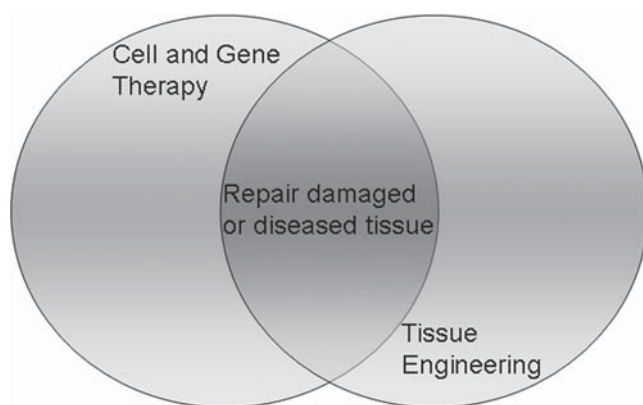 Cell and Gene
Therapy
Repair damaged
or diseased tissue
Tissue
Engineering